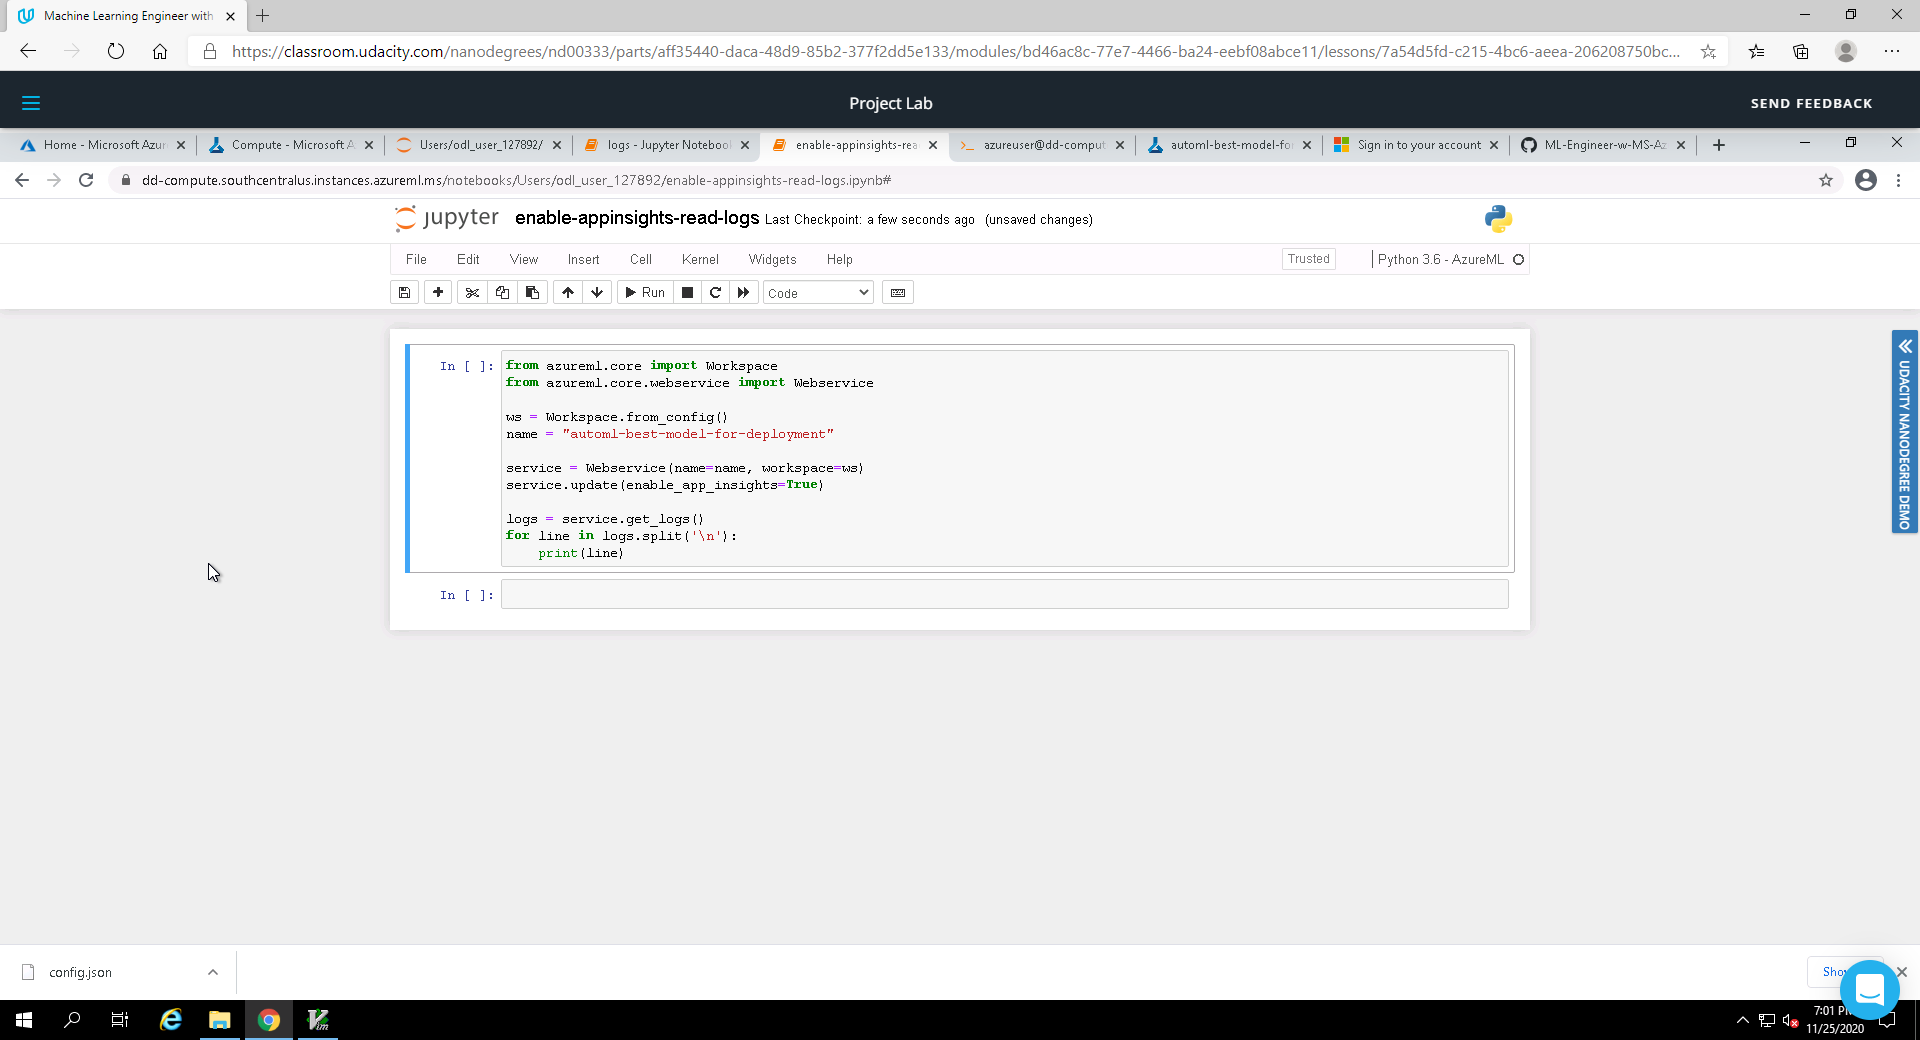 Machine Learning Engineer with
https://classroom.udacity.com/nanodegrees/nd00333/parts/aff35440-daca-48d9-85b2-377f2dd5e133/modules/bd46ac8c-77e7-4466-ba24-eebf08abce11/lessons/7a54d5fd-c215-4bc6-aeea-206208750bc...
Project Lab
SEND FEEDBACK
Home - Microsoft Azur
Compute - Microsoft A
Users/odl_user_127892/
logs - Jupyter Notebool
enable-appinsights-rea
azureuser@dd-comput
automl-best-model-for
Sign in to your account
ML-Engineer-w-MS-Az
dd-compute.southcentralus.instances.azureml.ms/notebooks/Users/odl_user_127892/enable-appinsights-read-logs.ipynb#
jupyter enable-appinsights-read-logs Last Checkpoint: a few seconds ago (unsaved changes)
File Edit View Insert Cell Kernel Widgets Help Trusted Python 3.6 - AzureML
Run Code
In [ ]: from azureml.core import Workspace
from azureml.core.webservice import Webservice
ws = Workspace.from_config()
name = "automl-best-model-for-deployment"
service = Webservice(name=name, workspace=ws)
service.update(enable_app_insights=True)
logs = service.get_logs()
for line in logs.split('\n'):
print(line)
In [ ]:
UDACITY NANODEGREE DEMO
config.json
7:01
11/25/2020